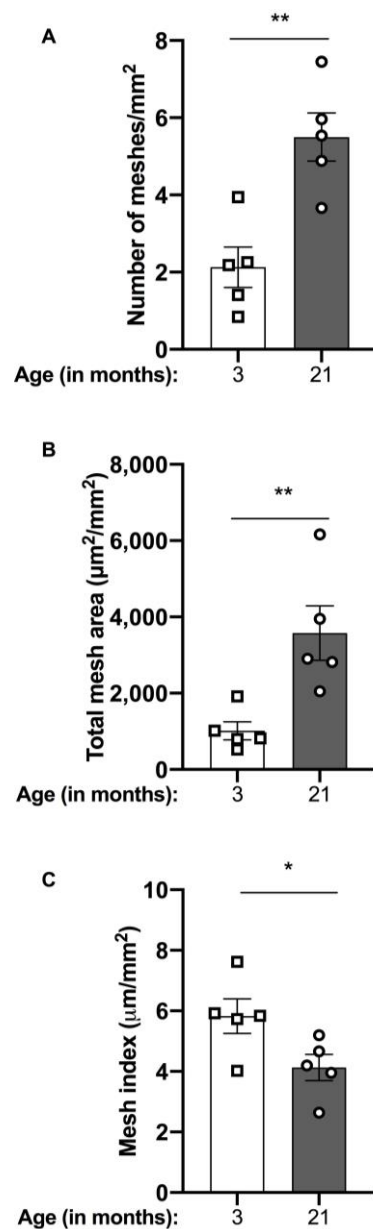 A
**
Number of meshes/mm²
8
6
4
2
0
Age (in months): 3 21
B
**
Total mesh area (µm²/mm²)
8,000
6,000
4,000
2,000
0
Age (in months): 3 21
C
*
Mesh index (µm/mm²)
10
8
6
4
2
0
Age (in months): 3 21